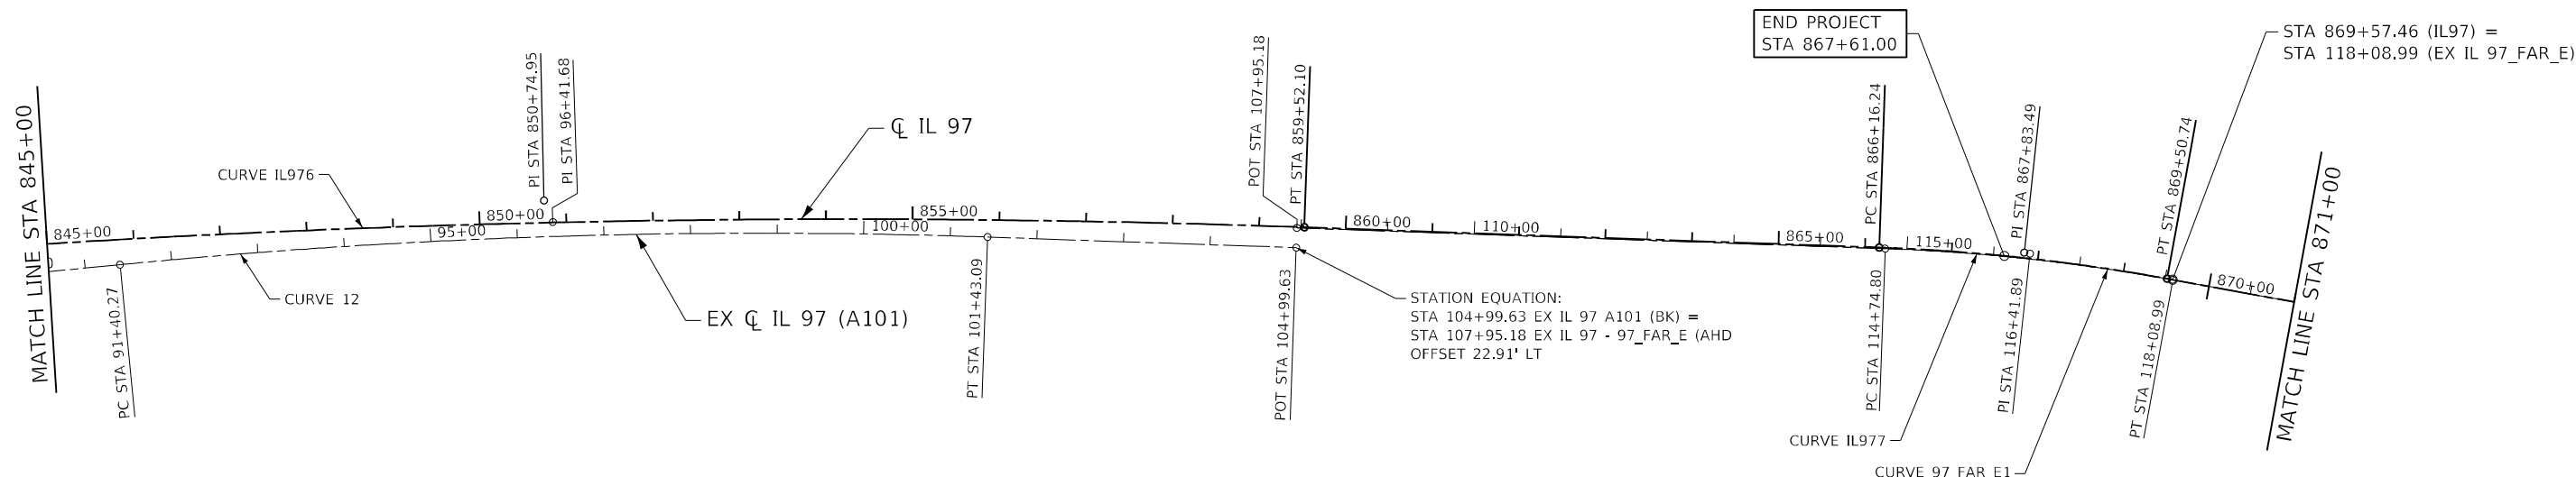 MATCH LINE STA 845+00
845+00
CURVE IL976
PC STA 91+40.27
CURVE 12
95+00
850+00
PI STA 850+74.95
PI STA 96+41.68
EX ℄ IL 97 (A101)
℄ IL 97
100+00
855+00
PT STA 101+43.09
POT STA 107+95.18
PT STA 859+52.10
POT STA 104+99.63
860+00
STATION EQUATION:
STA 104+99.63 EX IL 97 A101 (BK) =
STA 107+95.18 EX IL 97 - 97_FAR_E (AHD
OFFSET 22.91' LT
110+00
865+00
PC STA 866+16.24
PC STA 114+74.80
115+00
END PROJECT
STA 867+61.00
PI STA 867+83.49
PI STA 116+41.89
CURVE IL977
CURVE 97 FAR E1
PT STA 869+50.74
PT STA 118+08.99
STA 869+57.46 (IL97) =
STA 118+08.99 (EX IL 97_FAR_E)
870+00
MATCH LINE STA 871+00